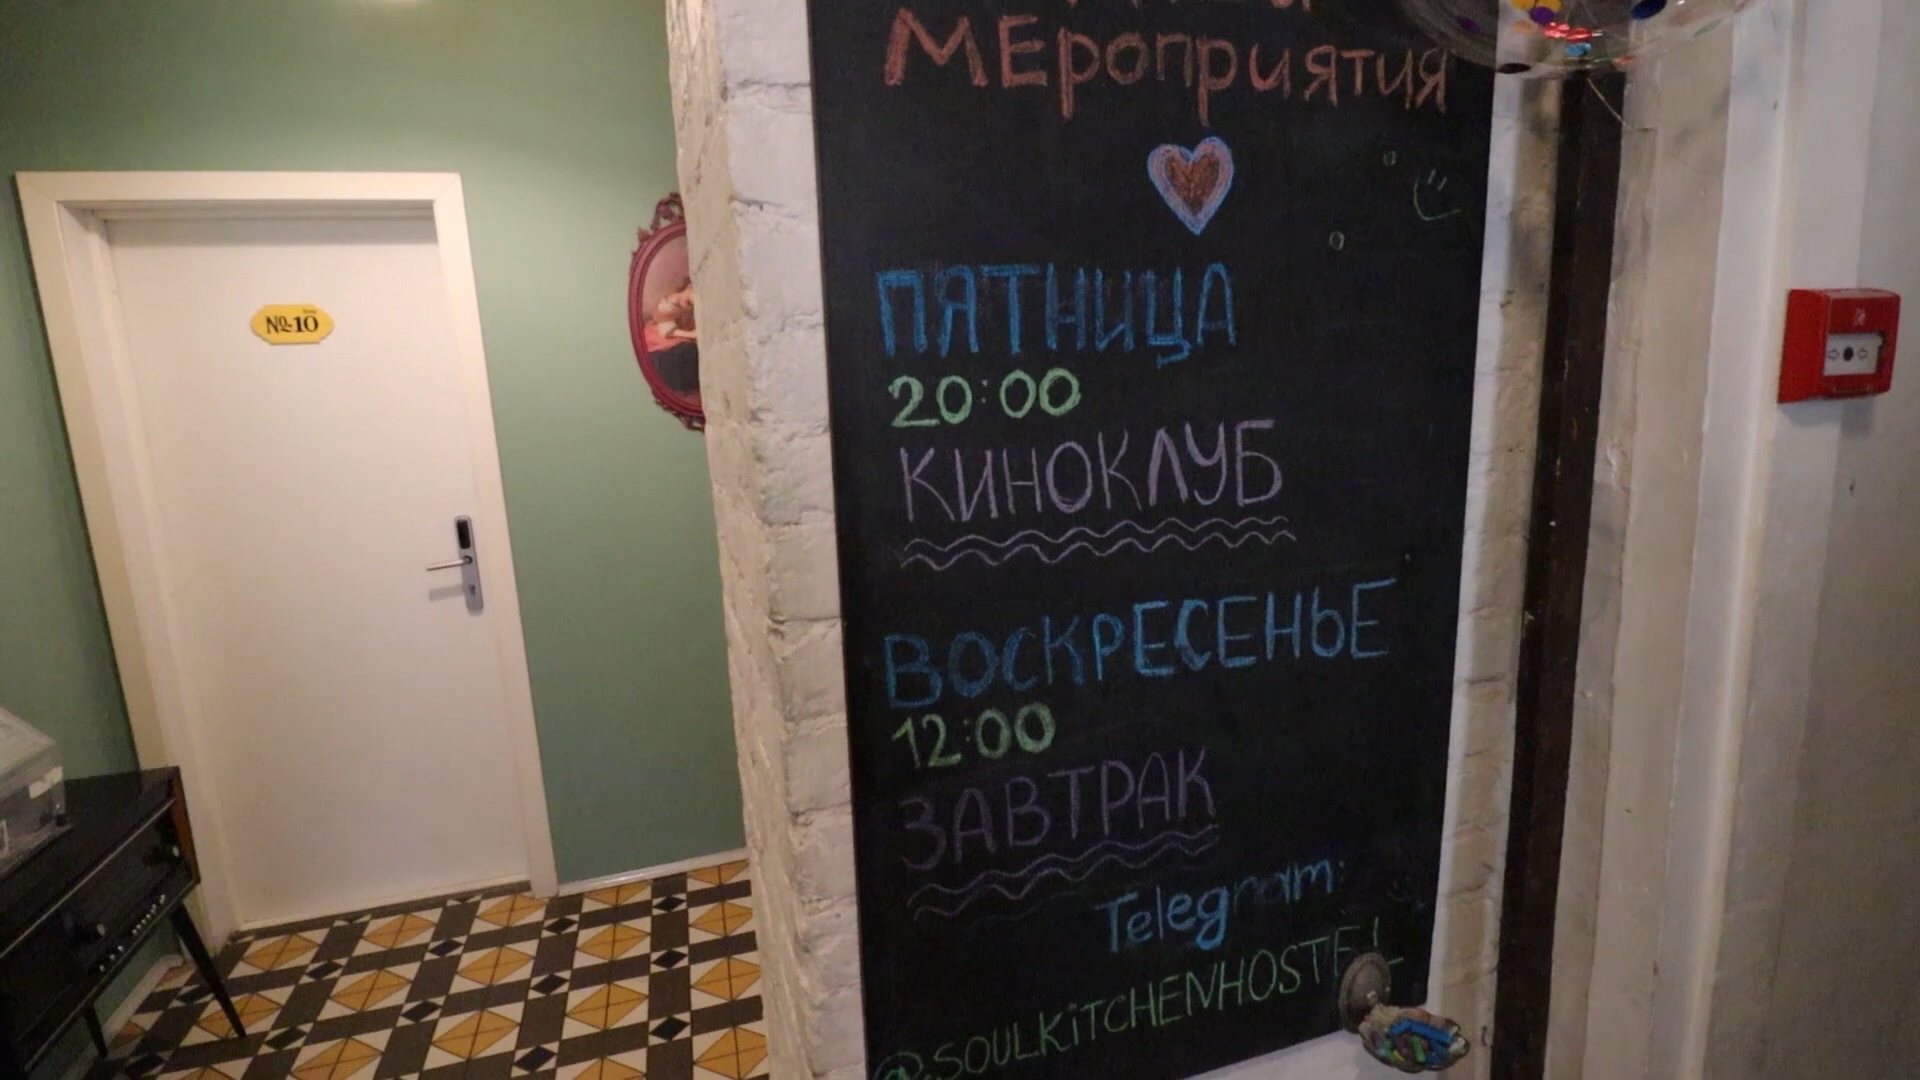 Мероприятия
ПЯТНИЦА
20:00
КИНОКЛУБ
ВОСКРЕСЕНЬЕ
12:00
ЗАВТРАК
Telegram:
@SOULKiTCHENHOSTEL
№10